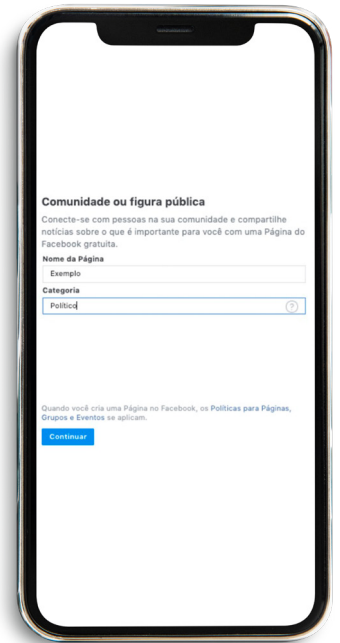 Comunidade ou figura pública
Conecte-se com pessoas na sua comunidade e compartilhe
notícias sobre o que é importante para você com uma Página do
Facebook gratuita.
Nome da Página
Exemplo
Categoria
Político
?
Quando você cria uma Página no Facebook, os Políticas para Páginas,
Grupos e Eventos se aplicam.
Continuar